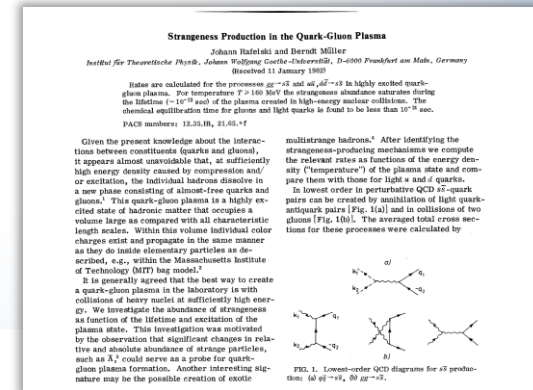 Strangeness Production in the Quark-Gluon Plasma
Johann Rafelski and Berndt Müller
Institut für Theoretische Physik, Johann Wolfgang Goethe-Universität, D-6000 Frankfurt am Main, Germany
(Received 11 January 1982)
Rates are calculated for the processes gg→ss̄ and uū, dd̄→ss̄ in highly excited quark-
gluon plasma. For temperature T ≥ 160 MeV the strangeness abundance saturates during
the lifetime (~10⁻²³ sec) of the plasma created in high-energy nuclear collisions. The
chemical equilibration time for gluons and light quarks is found to be less than 10⁻²⁴ sec.
PACS numbers: 12.35.Ht, 21.65.+f
Given the present knowledge about the interac-
tions between constituents (quarks and gluons),
it appears almost unavoidable that, at sufficiently
high energy density caused by compression and/
or excitation, the individual hadrons dissolve in
a new phase consisting of almost-free quarks and
gluons.¹ This quark-gluon plasma is a highly ex-
cited state of hadronic matter that occupies a
volume large as compared with all characteristic
length scales. Within this volume individual color
charges exist and propagate in the same manner
as they do inside elementary particles as de-
scribed, e.g., within the Massachusetts Institute
of Technology (MIT) bag model.²
It is generally agreed that the best way to create
a quark-gluon plasma in the laboratory is with
collisions of heavy nuclei at sufficiently high ener-
gy. We investigate the abundance of strangeness
as function of the lifetime and excitation of the
plasma state. This investigation was motivated
by the observation that significant changes in rela-
tive and absolute abundance of strange particles,
such as Λ̄,³ could serve as a probe for quark-
gluon plasma formation. Another interesting sig-
nature may be the possible creation of exotic
multistrange hadrons.⁴ After identifying the
strangeness-producing mechanisms we compute
the relevant rates as functions of the energy den-
sity ("temperature") of the plasma state and com-
pare them with those for light u and d quarks.
In lowest order in perturbative QCD ss̄-quark
pairs can be created by annihilation of light quark-
antiquark pairs [Fig. 1(a)] and in collisions of two
gluons [Fig. 1(b)]. The averaged total cross sec-
tions for these processes were calculated by
a)
k₁ q₁
k₂ q₂
k₁ q₁
k₂ q₂
b)
FIG. 1. Lowest-order QCD diagrams for ss̄ produc-
tion: (a) qq̄→ss̄, (b) gg→ss̄.